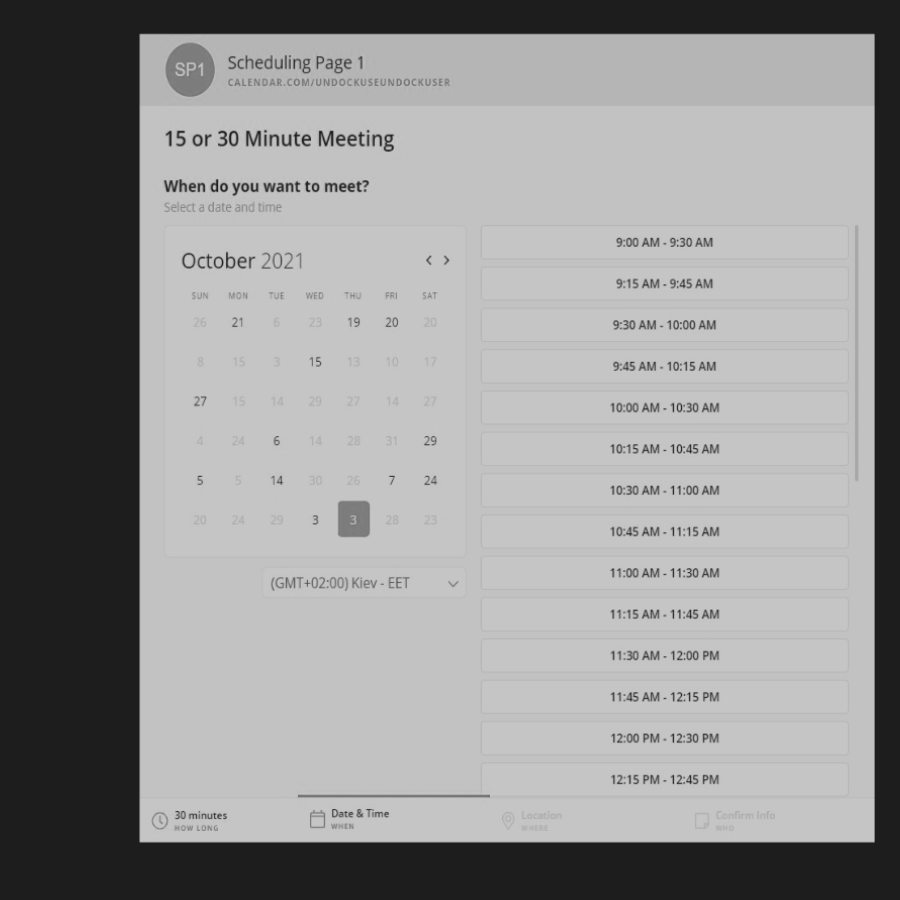 SP1
Scheduling Page 1
CALENDAR.COM/UNDOCKUSEUNDOCKUSER
15 or 30 Minute Meeting
When do you want to meet?
Select a date and time
October 2021
SUN MON TUE WED THU FRI SAT
26 21 6 23 19 20 20
8 15 3 15 13 10 17
27 15 14 29 27 14 27
4 24 6 14 28 31 29
5 5 14 30 26 7 24
20 24 29 3 3 28 23
(GMT+02:00) Kiev - EET
9:00 AM - 9:30 AM
9:15 AM - 9:45 AM
9:30 AM - 10:00 AM
9:45 AM - 10:15 AM
10:00 AM - 10:30 AM
10:15 AM - 10:45 AM
10:30 AM - 11:00 AM
10:45 AM - 11:15 AM
11:00 AM - 11:30 AM
11:15 AM - 11:45 AM
11:30 AM - 12:00 PM
11:45 AM - 12:15 PM
12:00 PM - 12:30 PM
12:15 PM - 12:45 PM
30 minutes
HOW LONG
Date & Time
WHEN
Location
WHERE
Confirm Info
WHO